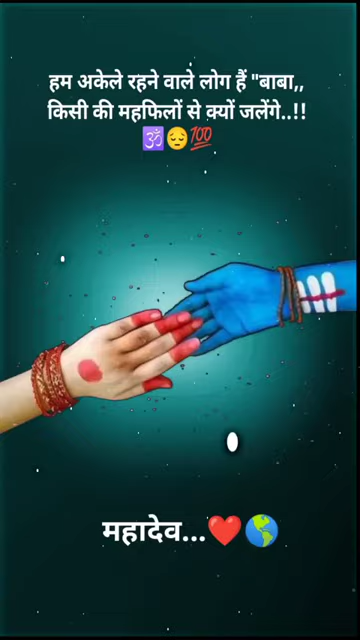 हम अकेले रहने वाले लोग हैं "बाबा,,
किसी की महफिलों से क्यों जलेंगे..!!
🕉️😔💯
महादेव...❤️🌎